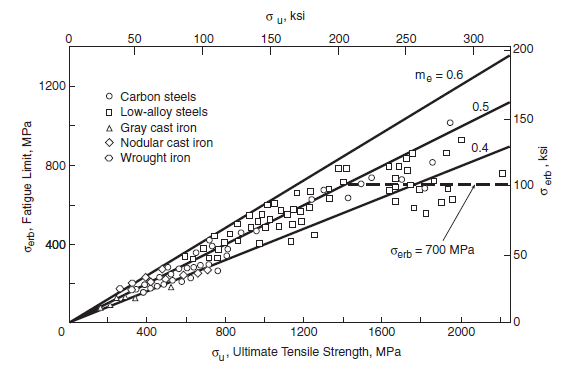 σ u, ksi
0 50 100 150 200 250 300
200
mₑ = 0.6
1200
Carbon steels
Low-alloy steels
0.5
Gray cast iron
150
Nodular cast iron
0.4
Wrought iron
800
σerb, Fatigue Limit, MPa
100
σerb, ksi
400
σerb = 700 MPa
50
0
0 400 800 1200 1600 2000
σu, Ultimate Tensile Strength, MPa